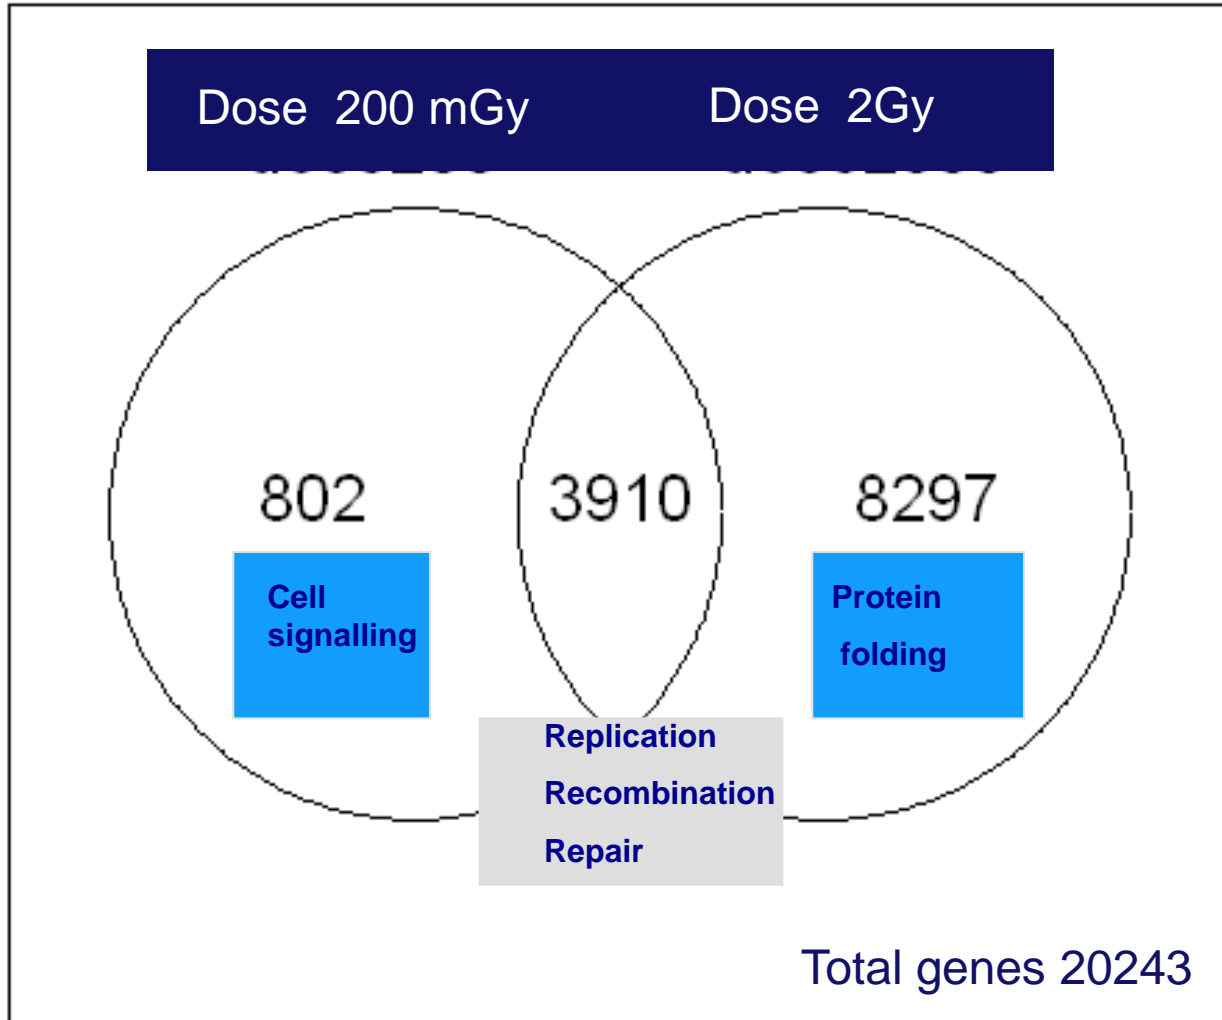 Dose 200 mGy
Dose 2Gy
802
3910
8297
Cell
signalling
Protein
folding
Replication
Recombination
Repair
Total genes 20243